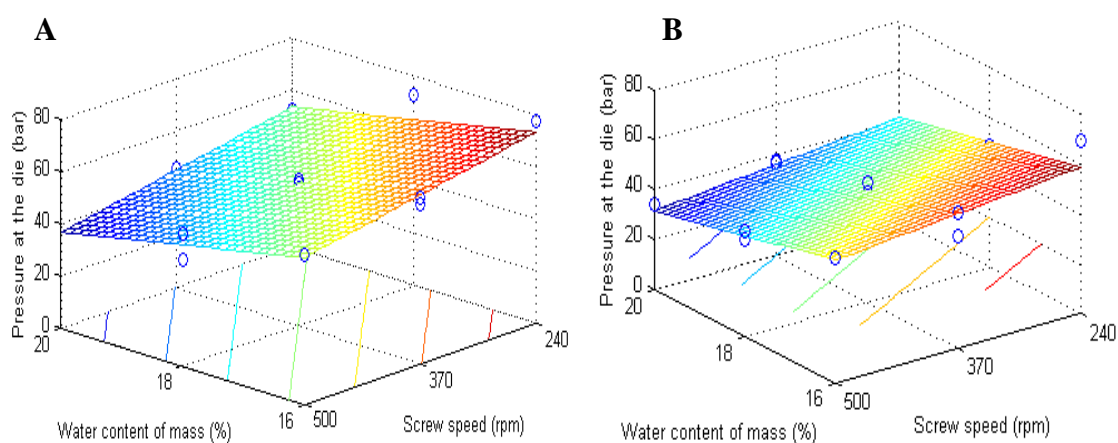 A
Pressure at the die (bar)
80
60
40
20
0
20
18
16
500
370
240
Water content of mass (%)
Screw speed (rpm)
B
Pressure at the die (bar)
80
60
40
20
0
20
18
16
500
370
240
Water content of mass (%)
Screw speed (rpm)